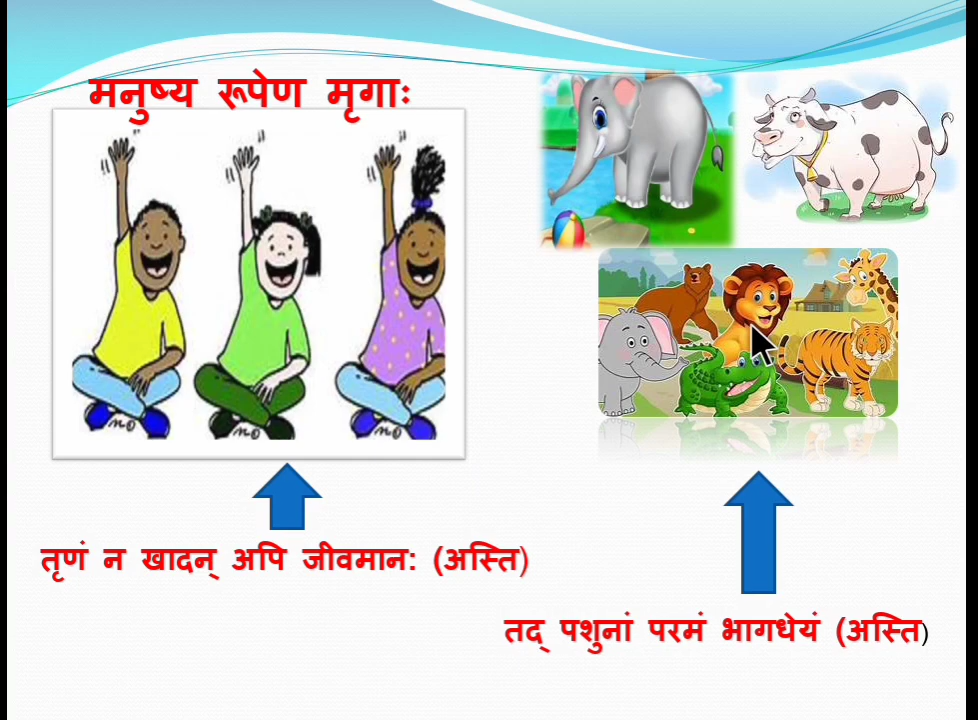 मनुष्य रूपेण मृगाः
तृणं न खादन् अपि जीवमान: (अस्ति)
तद् पशुनां परमं भागधेयं (अस्ति)